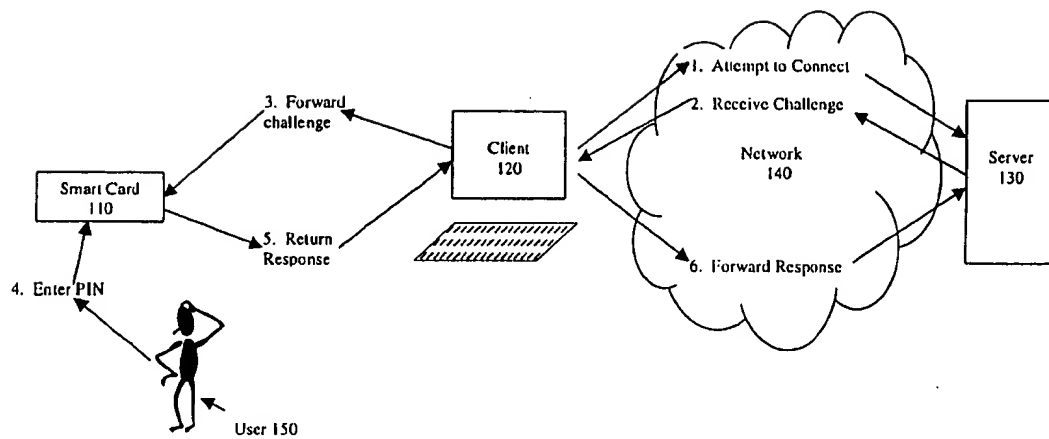 1. Attempt to Connect
2. Receive Challenge
3. Forward
challenge
Client
120
Network
140
Server
130
Smart Card
110
5. Return
Response
6. Forward Response
4. Enter PIN
User 150